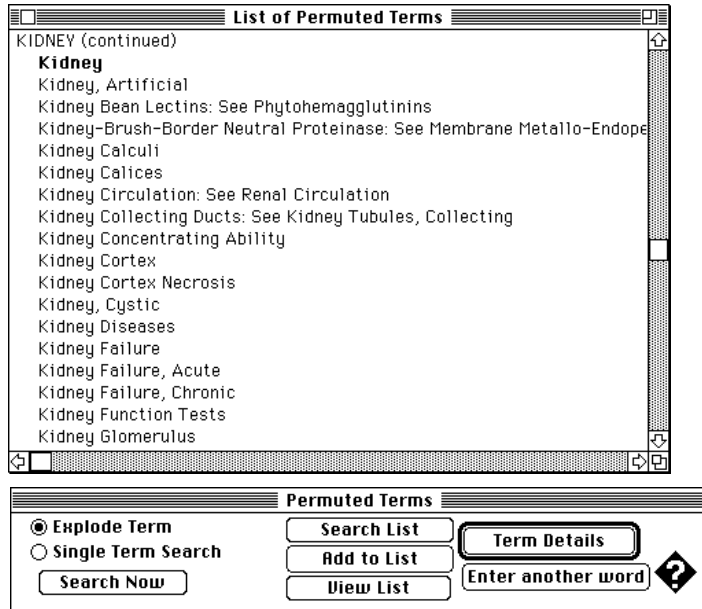 List of Permuted Terms
KIDNEY (continued)
Kidney
Kidney, Artificial
Kidney Bean Lectins: See Phytohemagglutinins
Kidney-Brush-Border Neutral Proteinase: See Membrane Metallo-Endope
Kidney Calculi
Kidney Calices
Kidney Circulation: See Renal Circulation
Kidney Collecting Ducts: See Kidney Tubules, Collecting
Kidney Concentrating Ability
Kidney Cortex
Kidney Cortex Necrosis
Kidney, Cystic
Kidney Diseases
Kidney Failure
Kidney Failure, Acute
Kidney Failure, Chronic
Kidney Function Tests
Kidney Glomerulus
Permuted Terms
Explode Term
Single Term Search
Search Now
Search List
Add to List
View List
Term Details
Enter another word
?